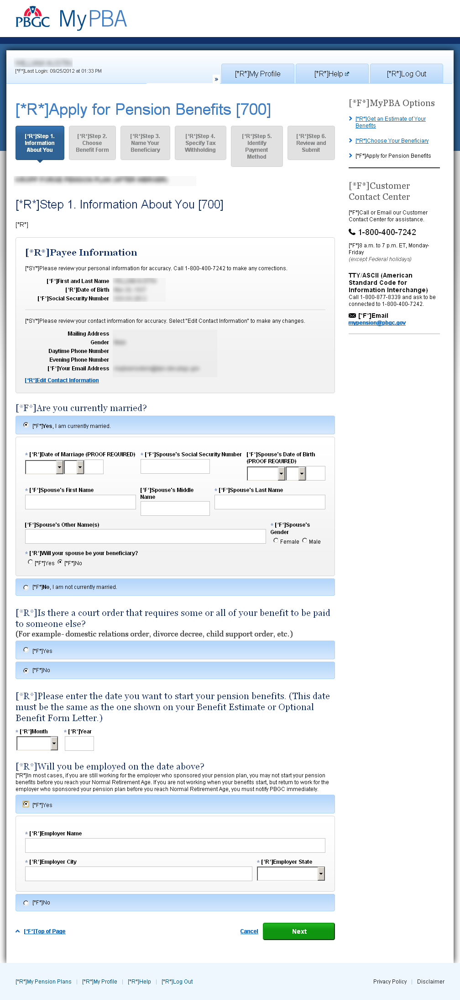 PBGC MyPBA
[*F*]Last Login: 09/25/2012 at 01:33 PM
»
[*R*]My Profile
[*R*]Help
[*R*]Log Out
[*R*]Apply for Pension Benefits [700]
[*R*]Step 1.
Information
About You
[*R*]Step 2.
Choose
Benefit Form
[*R*]Step 3.
Name Your
Beneficiary
[*R*]Step 4.
Specify Tax
Withholding
[*R*]Step 5.
Identify
Payment
Method
[*R*]Step 6.
Review and
Submit
[*R*]Step 1. Information About You [700]
[*R*]
[*R*]Payee Information
[*SY*]Please review your personal information for accuracy. Call 1-800-400-7242 to make any corrections.
[*F*]First and Last Name
[*R*]Date of Birth
[*F*]Social Security Number
[*SY*]Please review your contact information for accuracy. Select "Edit Contact Information" to make any changes.
Mailing Address
Gender
Daytime Phone Number
Evening Phone Number
[*F*]Your Email Address
[*R*]Edit Contact Information
[*F*]Are you currently married?
[*F*]Yes, I am currently married.
* [*R*]Date of Marriage (PROOF REQUIRED)
* [*F*]Spouse's Social Security Number
[*F*]Spouse's Date of Birth
(PROOF REQUIRED)
* [*F*]Spouse's First Name
[*F*]Spouse's Middle
Name
* [*F*]Spouse's Last Name
[*F*]Spouse's Other Name(s)
* [*F*]Spouse's
Gender
Female Male
* [*R*]Will your spouse be your beneficiary?
[*F*]Yes [*F*]No
[*F*]No, I am not currently married.
[*R*]Is there a court order that requires some or all of your benefit to be paid
to someone else?
(For example- domestic relations order, divorce decree, child support order, etc.)
[*F*]Yes
[*F*]No
[*R*]Please enter the date you want to start your pension benefits. (This date
must be the same as the one shown on your Benefit Estimate or Optional
Benefit Form Letter.)
* [*R*]Month
* [*R*]Year
[*R*]Will you be employed on the date above?
[*R*]In most cases, if you are still working for the employer who sponsored your pension plan, you may not start your pension
benefits before you reach your Normal Retirement Age. If you are not working when your benefits start, but return to work for the
employer who sponsored your pension plan before you reach Normal Retirement Age, you must notify PBGC immediately.
[*F*]Yes
* [*R*]Employer Name
* [*R*]Employer City
* [*R*]Employer State
[*F*]No
[*F*]Top of Page
Cancel
Next
[*F*]MyPBA Options
[*R*]Get an Estimate of Your
Benefits
[*R*]Choose Your Beneficiary
[*F*]Apply for Pension Benefits
[*F*]Customer
Contact Center
[*F*]Call or Email our Customer
Contact Center for assistance.
1-800-400-7242
[*F*]8 a.m. to 7 p.m. ET, Monday-
Friday
(except Federal holidays)
TTY/ASCII (American
Standard Code for
Information Interchange)
Call 1-800-877-8339 and ask to be
connected to 1-800-400-7242.
[*F*]Email
mypension@pbgc.gov
[*R*]My Pension Plans | [*R*]My Profile | [*R*]Help | [*R*]Log Out
Privacy Policy | Disclaimer